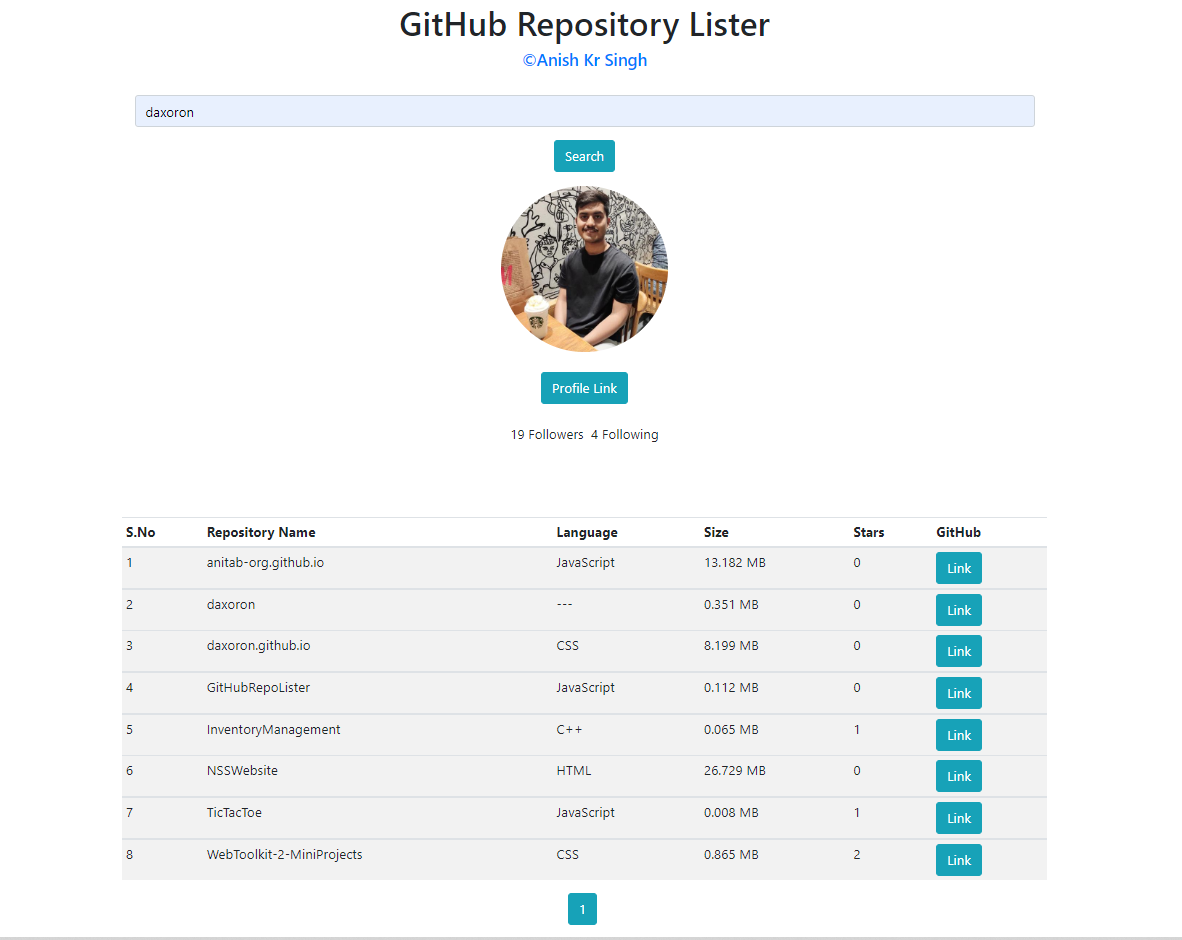 GitHub Repository Lister
©Anish Kr Singh
daxoron
Search
Profile Link
19 Followers 4 Following
S.No Repository Name Language Size Stars GitHub
1 anitab-org.github.io JavaScript 13.182 MB 0 Link
2 daxoron --- 0.351 MB 0 Link
3 daxoron.github.io CSS 8.199 MB 0 Link
4 GitHubRepoLister JavaScript 0.112 MB 0 Link
5 InventoryManagement C++ 0.065 MB 1 Link
6 NSSWebsite HTML 26.729 MB 0 Link
7 TicTacToe JavaScript 0.008 MB 1 Link
8 WebToolkit-2-MiniProjects CSS 0.865 MB 2 Link
1